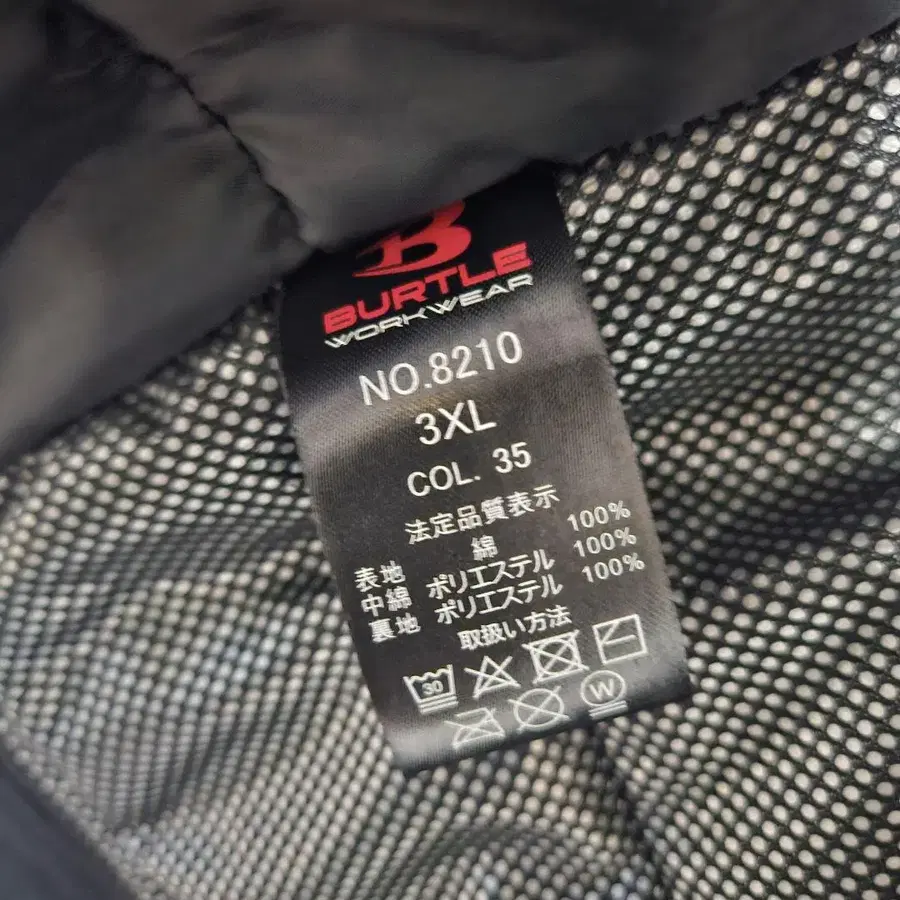 B
BURTLE
WORKWEAR
NO.8210
3XL
COL. 35
法定品質表示
表地 綿 100%
中綿 ポリエステル 100%
裏地 ポリエステル 100%
取扱い方法
30
W